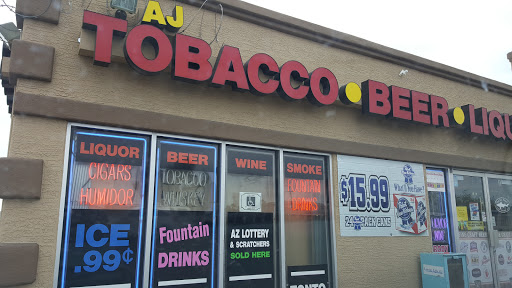 AJ
TOBACCO • BEER • LIQU
LIQUOR
CIGARS
HUMIDOR
ICE
.99¢
BEER
TOBACCO
Fountain
DRINKS
WINE
AZ LOTTERY
& SCRATCHERS
SOLD HERE
SMOKE
FOUNTAIN
DRINKS
$15.99